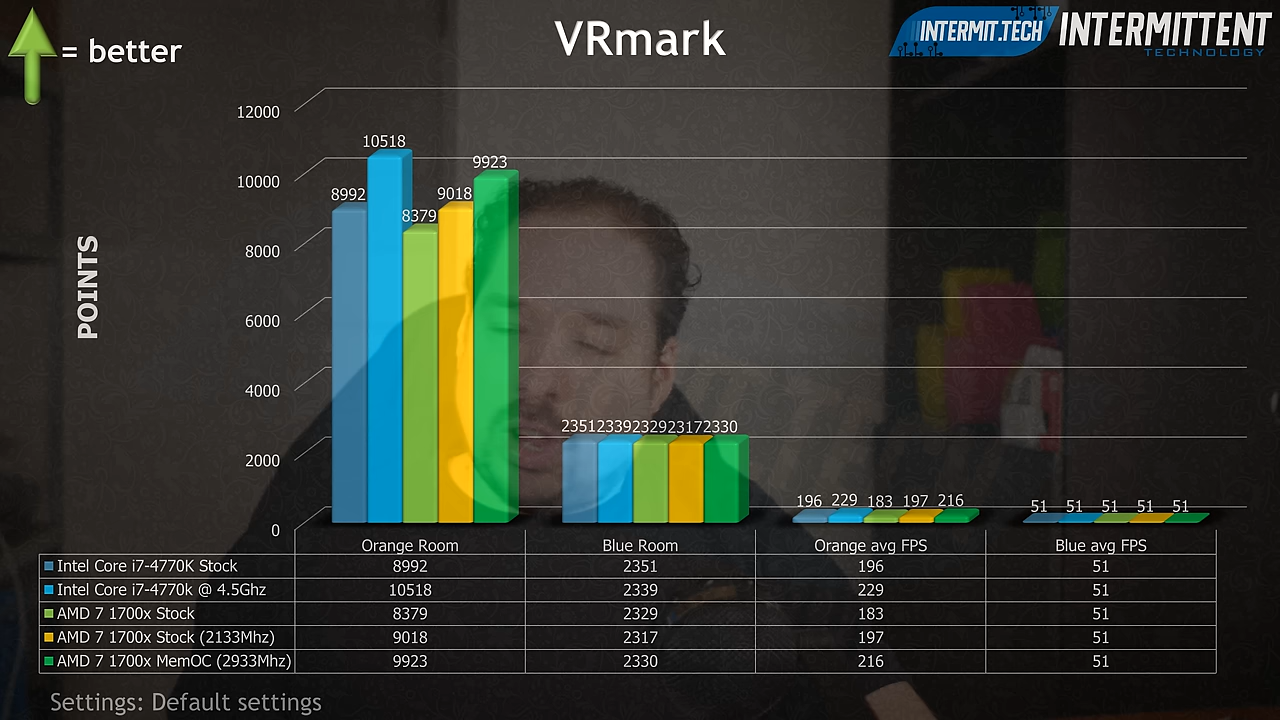 = better
VRmark
INTERMIT.TECH
INTERMITTENT
TECHNOLOGY
POINTS
12000
10000
8000
6000
4000
2000
0
8992
10518
8379
9018
9923
2351 2339 2329 2317 2330
196 229 183 197 216
51 51 51 51 51
Orange Room Blue Room Orange avg FPS Blue avg FPS
Intel Core i7-4770K Stock 8992 2351 196 51
Intel Core i7-4770k @ 4.5Ghz 10518 2339 229 51
AMD 7 1700x Stock 8379 2329 183 51
AMD 7 1700x Stock (2133Mhz) 9018 2317 197 51
AMD 7 1700x MemOC (2933Mhz) 9923 2330 216 51
Settings: Default settings